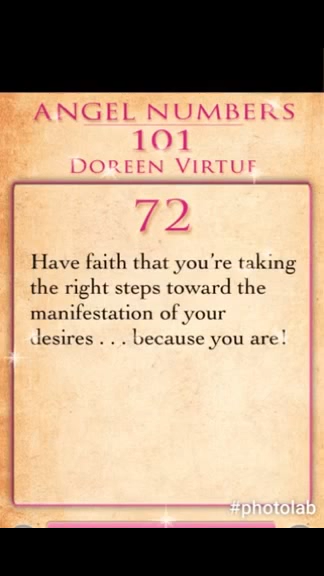 ANGEL NUMBERS
101
DOREEN VIRTUE
72
Have faith that you're taking
the right steps toward the
manifestation of your
desires . . . because you are!
#photolab